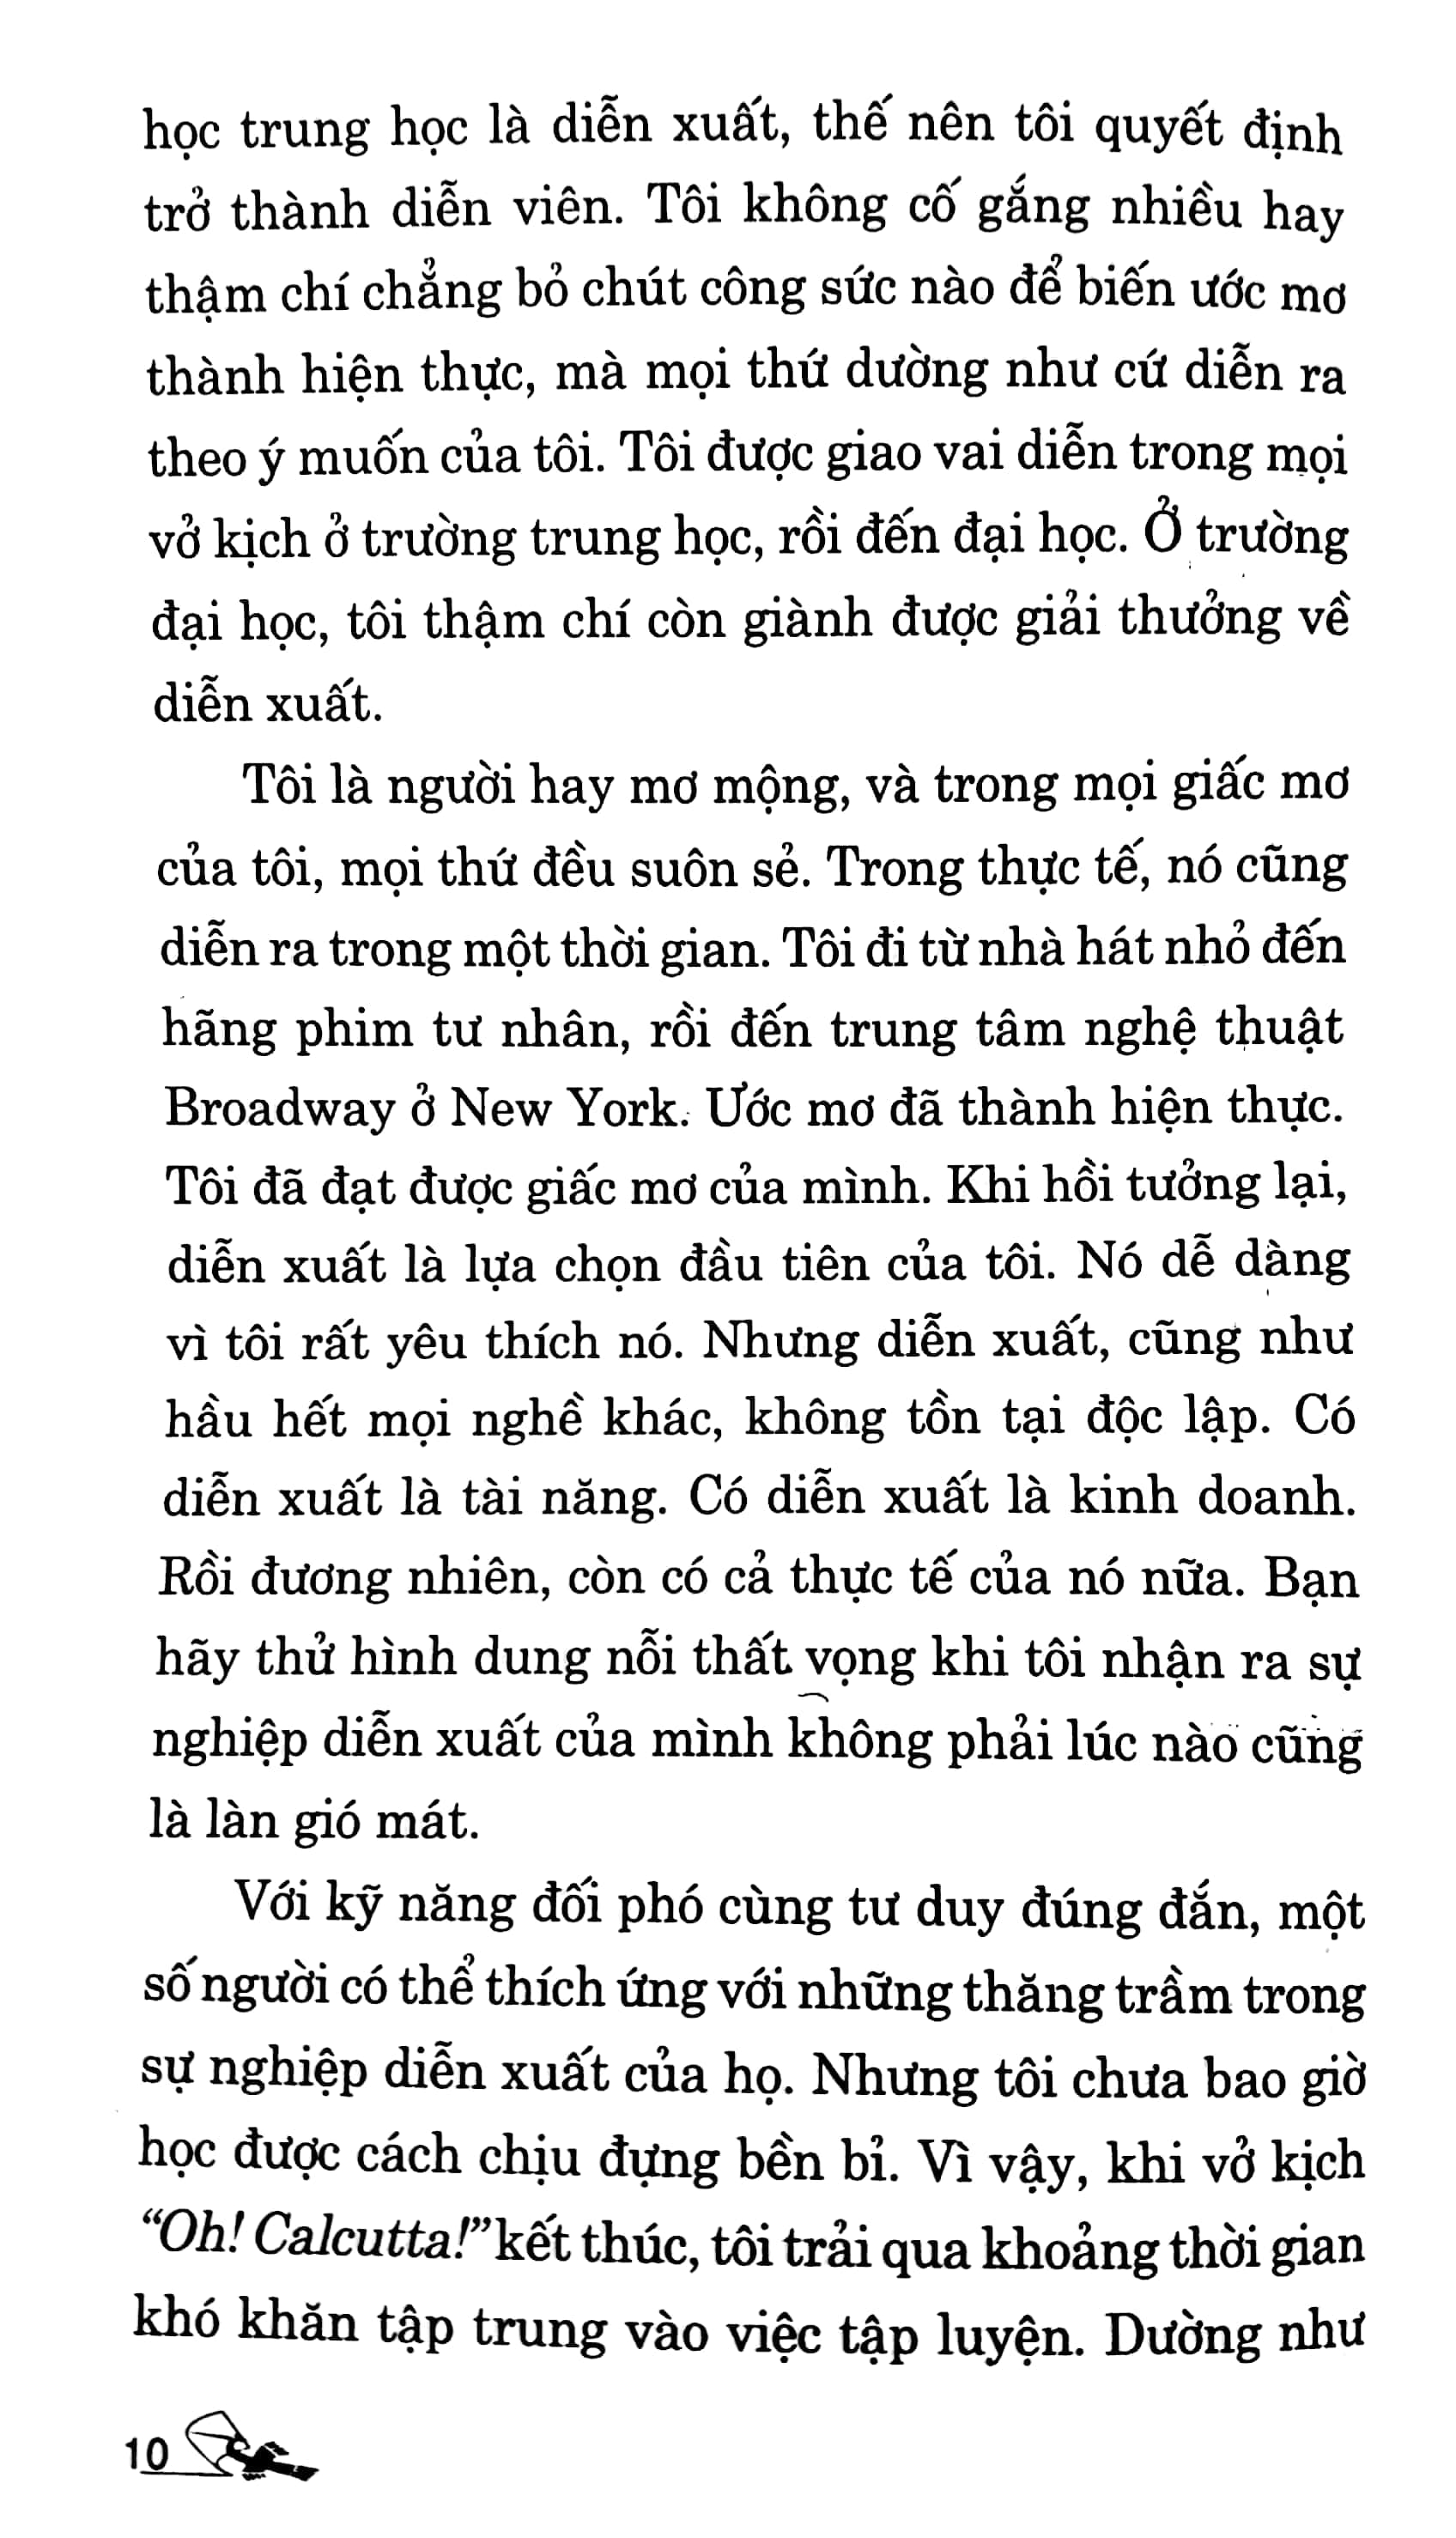 học trung học là diễn xuất, thế nên tôi quyết định
trở thành diễn viên. Tôi không cố gắng nhiều hay
thậm chí chẳng bỏ chút công sức nào để biến ước mơ
thành hiện thực, mà mọi thứ dường như cứ diễn ra
theo ý muốn của tôi. Tôi được giao vai diễn trong mọi
vở kịch ở trường trung học, rồi đến đại học. Ở trường
đại học, tôi thậm chí còn giành được giải thưởng về
diễn xuất.
Tôi là người hay mơ mộng, và trong mọi giấc mơ
của tôi, mọi thứ đều suôn sẻ. Trong thực tế, nó cũng
diễn ra trong một thời gian. Tôi đi từ nhà hát nhỏ đến
hãng phim tư nhân, rồi đến trung tâm nghệ thuật
Broadway ở New York. Ước mơ đã thành hiện thực.
Tôi đã đạt được giấc mơ của mình. Khi hồi tưởng lại,
diễn xuất là lựa chọn đầu tiên của tôi. Nó dễ dàng
vì tôi rất yêu thích nó. Nhưng diễn xuất, cũng như
hầu hết mọi nghề khác, không tồn tại độc lập. Có
diễn xuất là tài năng. Có diễn xuất là kinh doanh.
Rồi đương nhiên, còn có cả thực tế của nó nữa. Bạn
hãy thử hình dung nỗi thất vọng khi tôi nhận ra sự
nghiệp diễn xuất của mình không phải lúc nào cũng
là làn gió mát.
Với kỹ năng đối phó cùng tư duy đúng đắn, một
số người có thể thích ứng với những thăng trầm trong
sự nghiệp diễn xuất của họ. Nhưng tôi chưa bao giờ
học được cách chịu đựng bền bỉ. Vì vậy, khi vở kịch
“Oh! Calcutta!” kết thúc, tôi trải qua khoảng thời gian
khó khăn tập trung vào việc tập luyện. Dường như
10